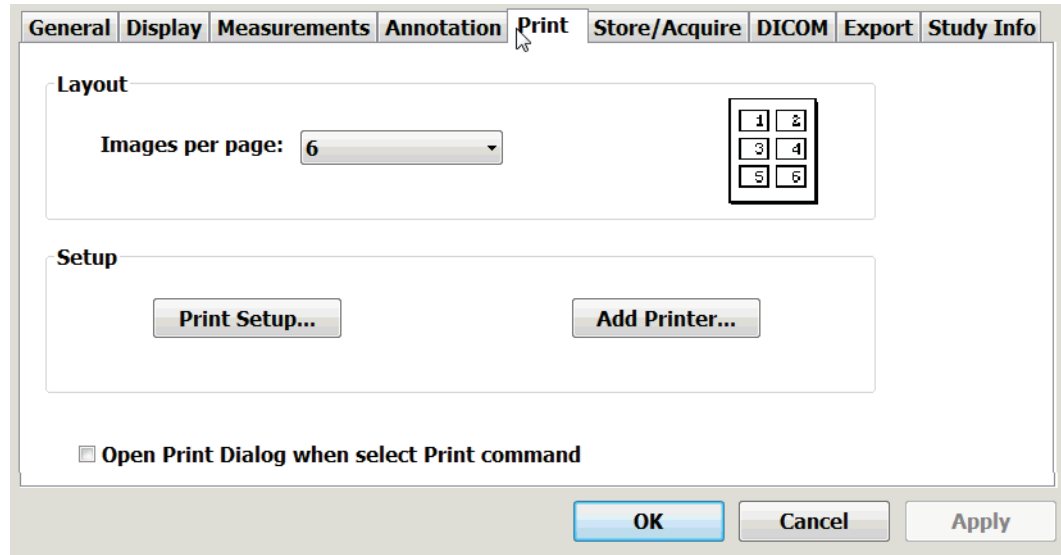 General Display Measurements Annotation Print Store/Acquire DICOM Export Study Info
Layout
Images per page: 6
1 2
3 4
5 6
Setup
Print Setup... Add Printer...
Open Print Dialog when select Print command
OK Cancel Apply